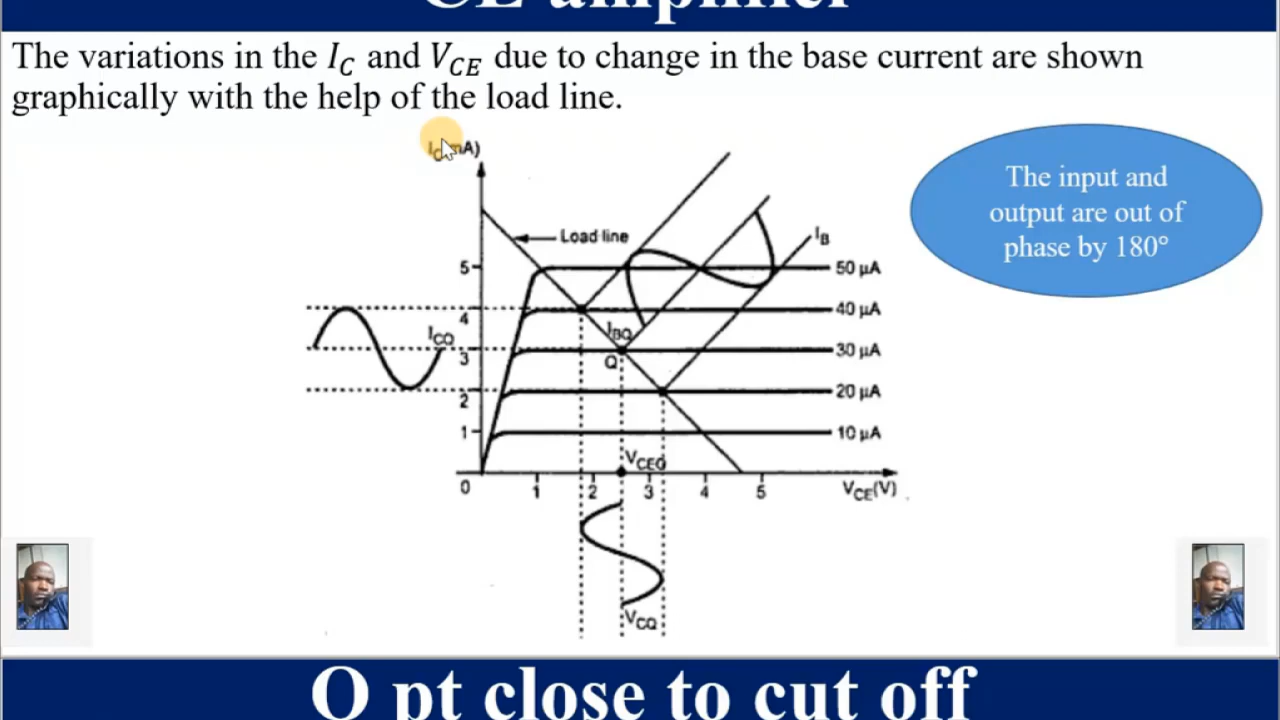 CE amplifier
The variations in the I_C and V_CE due to change in the base current are shown
graphically with the help of the load line.
I_C(mA)
The input and
output are out of
phase by 180°
Load line
I_B
5
50 µA
4
40 µA
I_CQ
I_BQ
3
30 µA
Q
2
20 µA
1
10 µA
V_CEQ
0
1
2
3
4
5
V_CE(V)
V_CQ
Q pt close to cut off